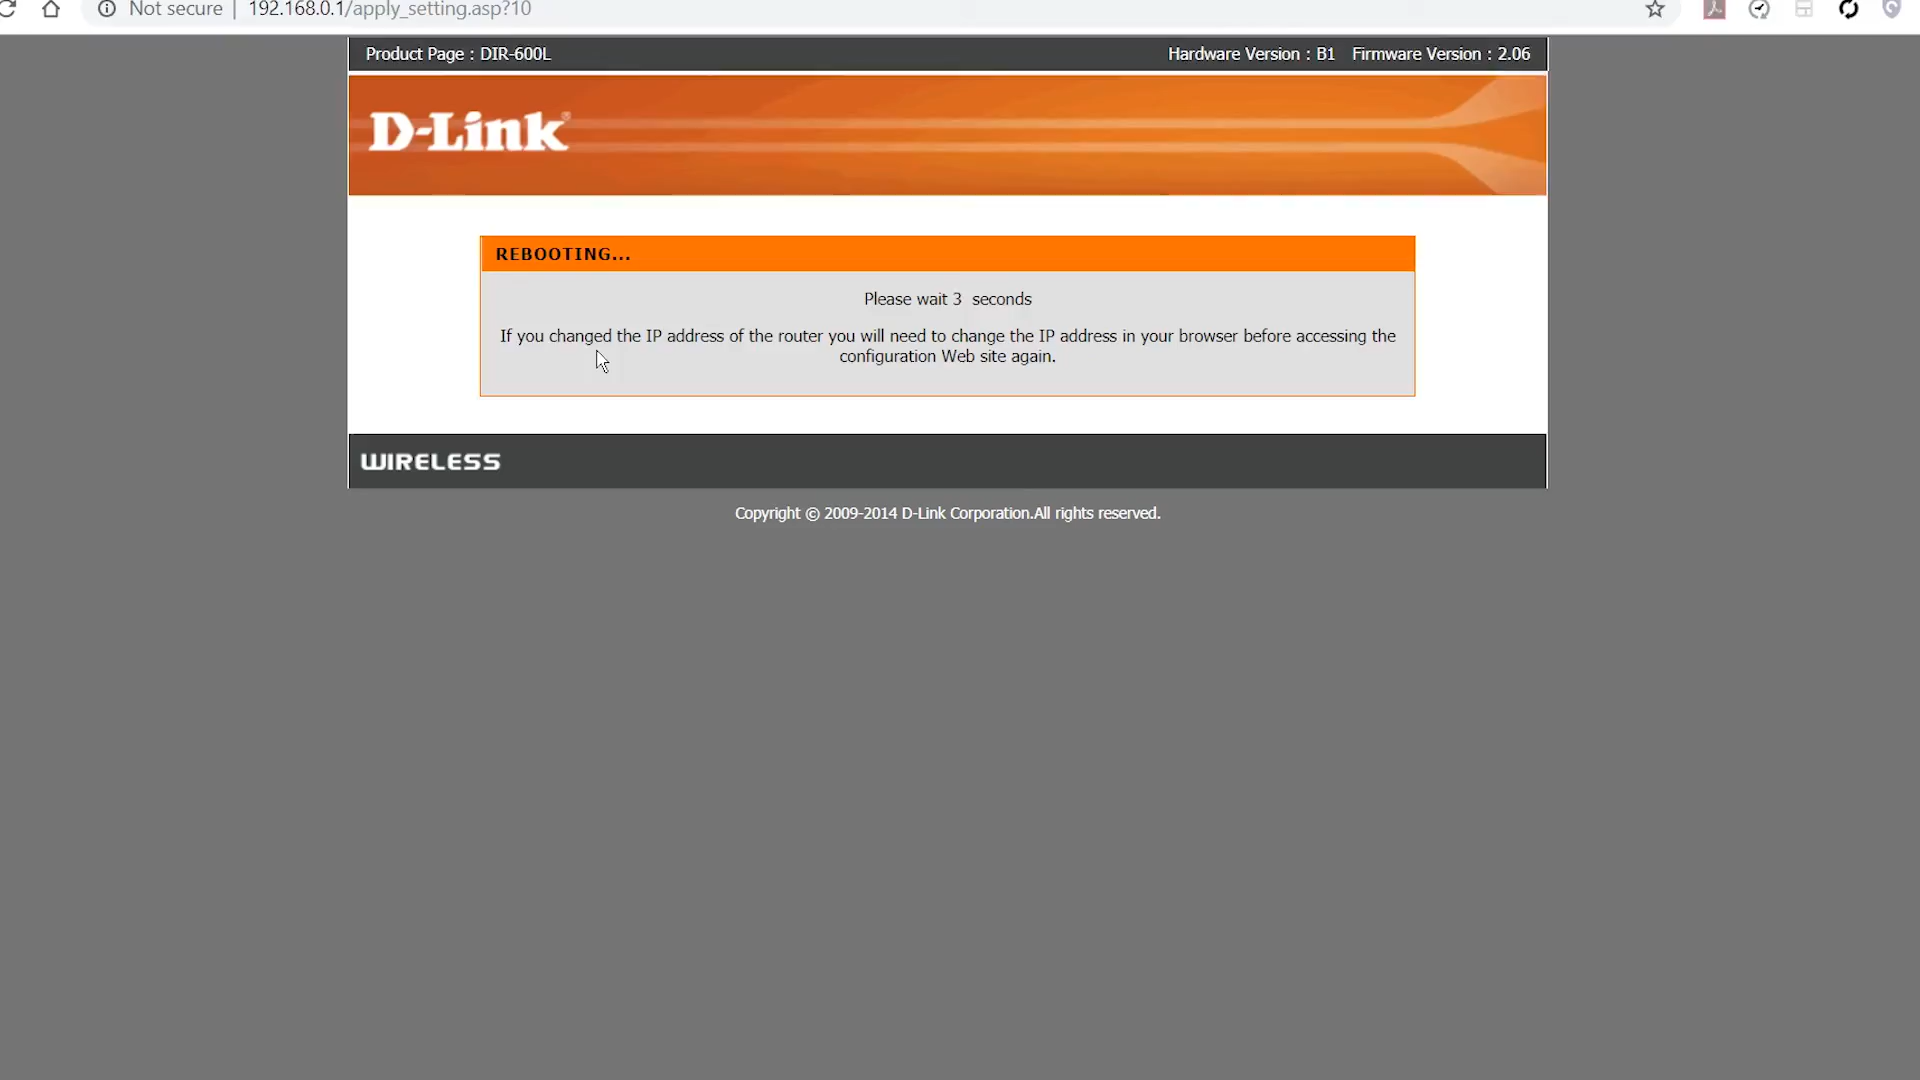 Not secure | 192.168.0.1/apply_setting.asp?10
Product Page : DIR-600L
Hardware Version : B1 Firmware Version : 2.06
D-Link®
REBOOTING...
Please wait 3 seconds
If you changed the IP address of the router you will need to change the IP address in your browser before accessing the
configuration Web site again.
WIRELESS
Copyright © 2009-2014 D-Link Corporation.All rights reserved.